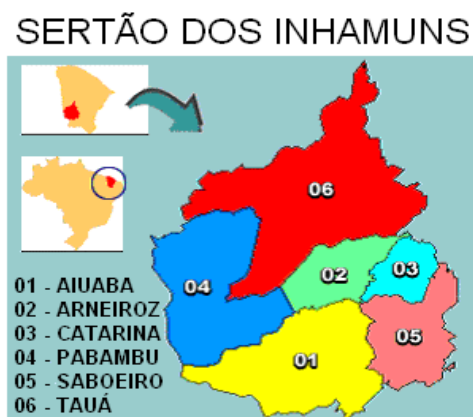 SERTÃO DOS INHAMUNS
06
04
02
03
05
01
01 - AIUABA
02 - ARNEIROZ
03 - CATARINA
04 - PABAMBU
05 - SABOEIRO
06 - TAUÁ